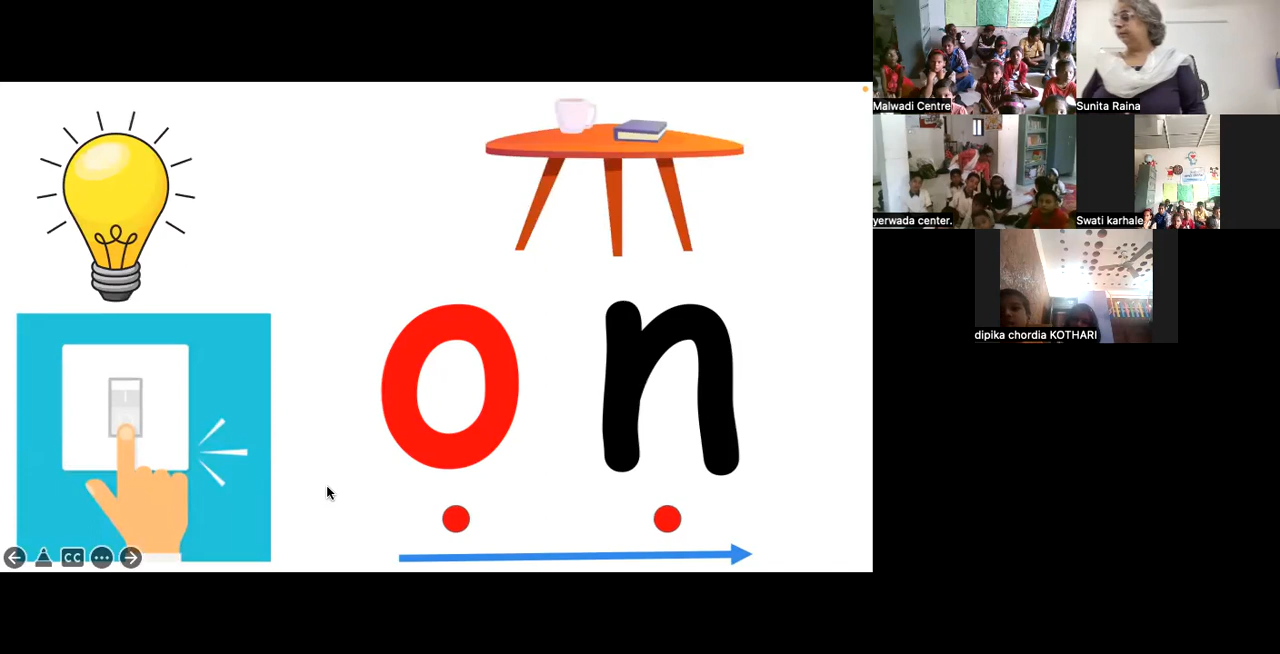 on
CC
Malwadi Centre
Sunita Raina
yerwada center.
Swati karhale
dipika chordia KOTHARI